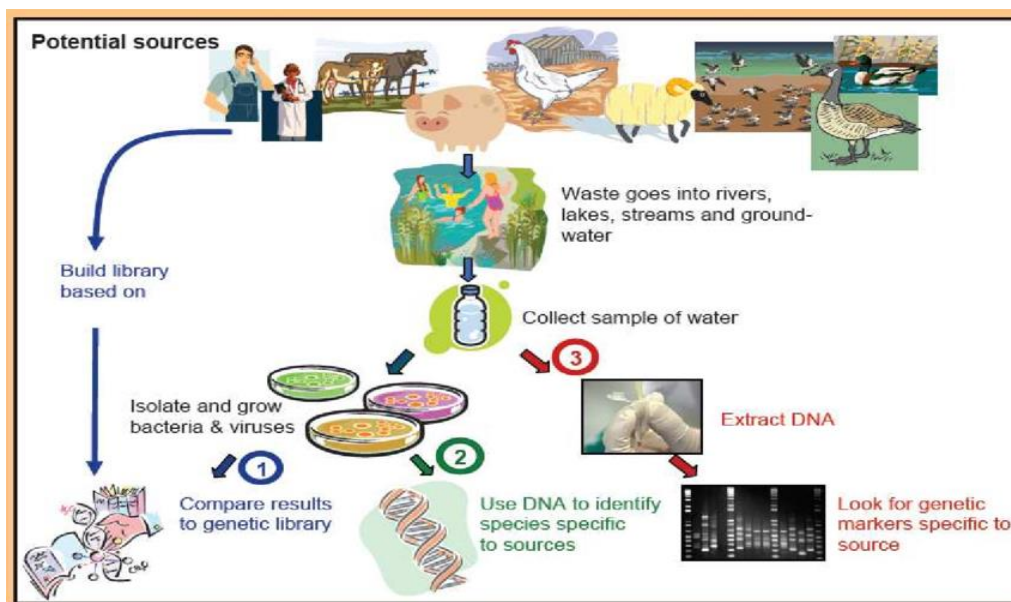 Potential sources
Waste goes into rivers,
lakes, streams and ground-
water
Build library
based on
Collect sample of water
3
Isolate and grow
bacteria & viruses
Extract DNA
1
2
Compare results
to genetic library
Use DNA to identify
species specific
to sources
Look for genetic
markers specific to
source